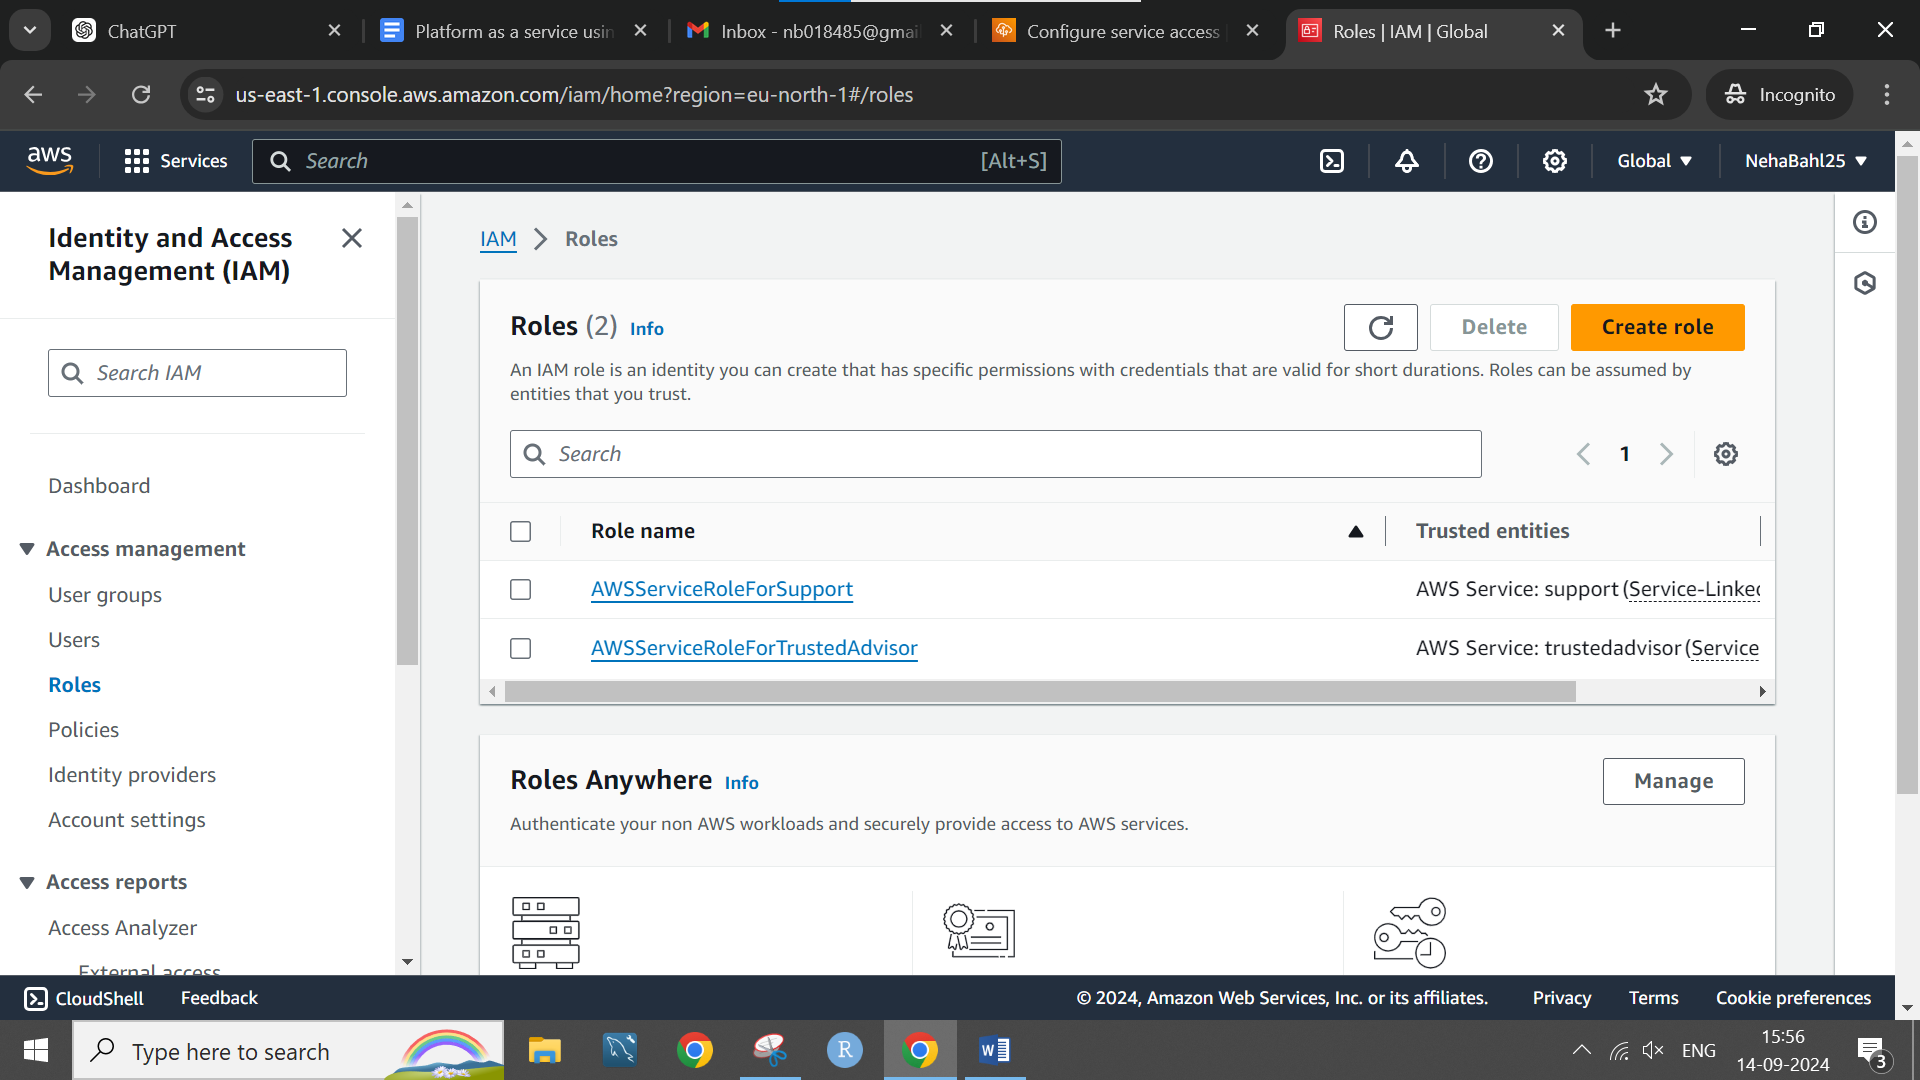 ChatGPT
Platform as a service usin
Inbox - nb018485@gmai
Configure service access
Roles | IAM | Global
us-east-1.console.aws.amazon.com/iam/home?region=eu-north-1#/roles
Incognito
aws
Services
Search
[Alt+S]
Global
NehaBahl25
Identity and Access
Management (IAM)
Search IAM
Dashboard
Access management
User groups
Users
Roles
Policies
Identity providers
Account settings
Access reports
Access Analyzer
External access
IAM
Roles
Roles (2) Info
Delete
Create role
An IAM role is an identity you can create that has specific permissions with credentials that are valid for short durations. Roles can be assumed by
entities that you trust.
Search
1
Role name
Trusted entities
AWSServiceRoleForSupport
AWS Service: support (Service-Linked
AWSServiceRoleForTrustedAdvisor
AWS Service: trustedadvisor (Service
Roles Anywhere Info
Manage
Authenticate your non AWS workloads and securely provide access to AWS services.
CloudShell
Feedback
© 2024, Amazon Web Services, Inc. or its affiliates.
Privacy
Terms
Cookie preferences
Type here to search
R
W
ENG
15:56
14-09-2024
3